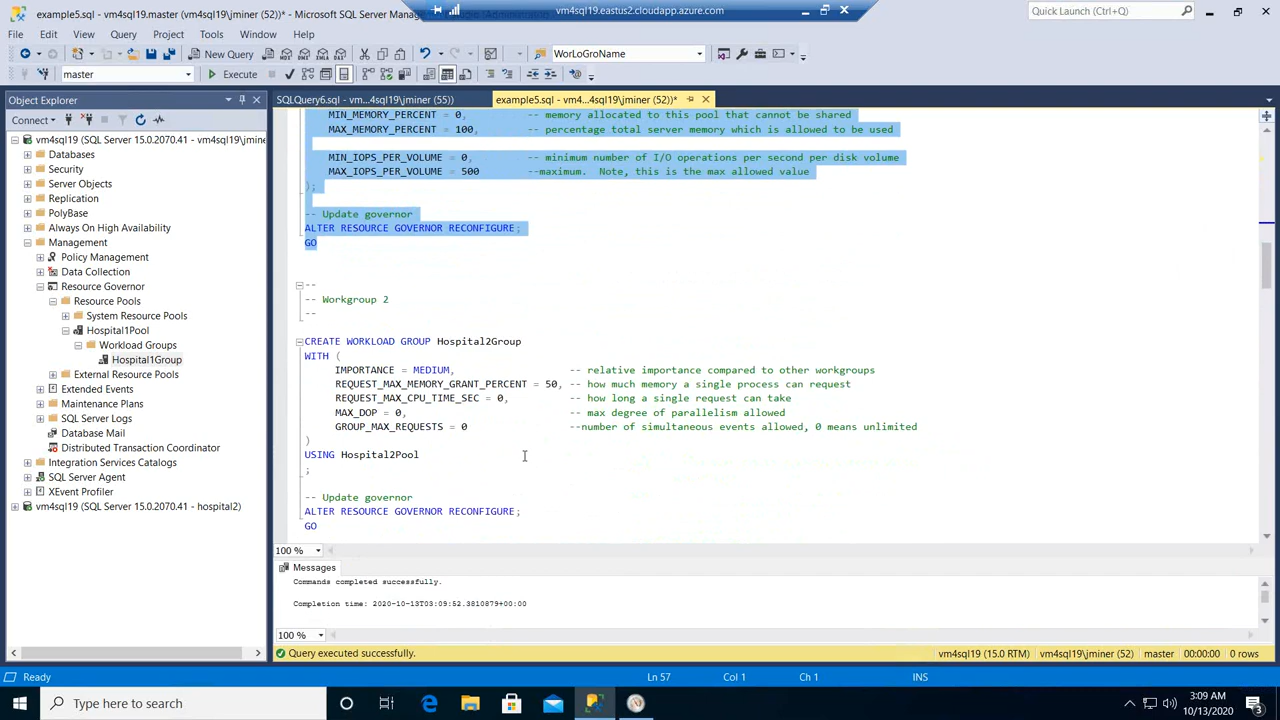 example5.sql - vm4sql19.master (vm4sql19\jminer (52))* - Microsoft SQL Server Man
vm4sql19.eastus2.cloudapp.azure.com
Quick Launch (Ctrl+Q)
File Edit View Query Project Tools Window Help
New Query
MDX DMX XMLA DAX
WorLoGroName
master
Execute
Object Explorer
SQLQuery6.sql - vm...4sql19\jminer (55))
example5.sql - vm4...4sql19\jminer (52))*
Connect
vm4sql19 (SQL Server 15.0.2070.41 - vm4sql19\jmine
Databases
Security
Server Objects
Replication
PolyBase
Always On High Availability
Management
Policy Management
Data Collection
Resource Governor
Resource Pools
System Resource Pools
Hospital1Pool
Workload Groups
Hospital1Group
External Resource Pools
Extended Events
Maintenance Plans
SQL Server Logs
Database Mail
Distributed Transaction Coordinator
Integration Services Catalogs
SQL Server Agent
XEvent Profiler
vm4sql19 (SQL Server 15.0.2070.41 - hospital2)
MIN_MEMORY_PERCENT = 0, -- memory allocated to this pool that cannot be shared
MAX_MEMORY_PERCENT = 100, -- percentage total server memory which is allowed to be used
MIN_IOPS_PER_VOLUME = 0, -- minimum number of I/O operations per second per disk volume
MAX_IOPS_PER_VOLUME = 500 --maximum. Note, this is the max allowed value
);
-- Update governor
ALTER RESOURCE GOVERNOR RECONFIGURE;
GO
--
-- Workgroup 2
--
CREATE WORKLOAD GROUP Hospital2Group
WITH (
IMPORTANCE = MEDIUM, -- relative importance compared to other workgroups
REQUEST_MAX_MEMORY_GRANT_PERCENT = 50, -- how much memory a single process can request
REQUEST_MAX_CPU_TIME_SEC = 0, -- how long a single request can take
MAX_DOP = 0, -- max degree of parallelism allowed
GROUP_MAX_REQUESTS = 0 --number of simultaneous events allowed, 0 means unlimited
)
USING Hospital2Pool
;
-- Update governor
ALTER RESOURCE GOVERNOR RECONFIGURE;
GO
100 %
Messages
Commands completed successfully.
Completion time: 2020-10-13T03:09:52.3810879+00:00
100 %
Query executed successfully.
vm4sql19 (15.0 RTM) vm4sql19\jminer (52) master 00:00:00 0 rows
Ready
Ln 57 Col 1 Ch 1 INS
Type here to search
3:09 AM
10/13/2020
3